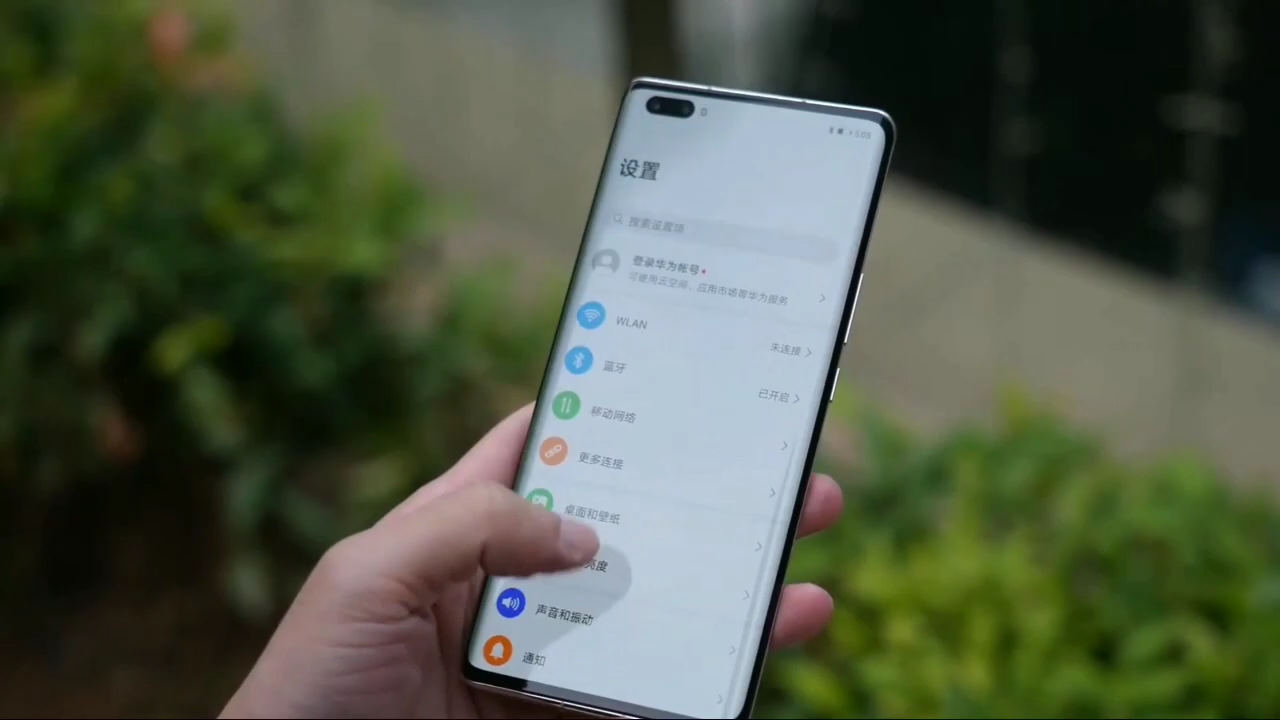 5:05
设置
搜索设置项
登录华为帐号
可使用云空间、应用市场等华为服务
WLAN 未连接
蓝牙 已开启
移动网络
更多连接
桌面和壁纸
亮度
声音和振动
通知